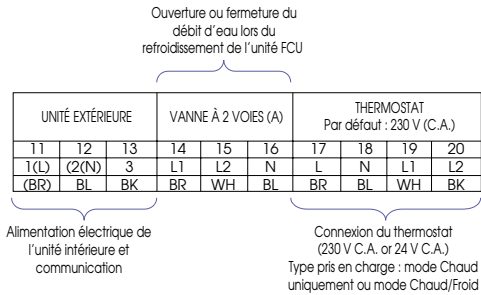 Ouverture ou fermeture du
débit d'eau lors du
refroidissement de l'unité FCU
UNITÉ EXTÉRIEURE VANNE À 2 VOIES (A) THERMOSTAT
Par défaut : 230 V (C.A.)
11 12 13 14 15 16 17 18 19 20
1(L) (2(N) 3 L1 L2 N L N L1 L2
(BR) BL BK BR WH BL BR BL WH BK
Alimentation électrique de
l'unité intérieure et
communication
Connexion du thermostat
(230 V C.A. or 24 V C.A.)
Type pris en charge : mode Chaud
uniquement ou mode Chaud/Froid